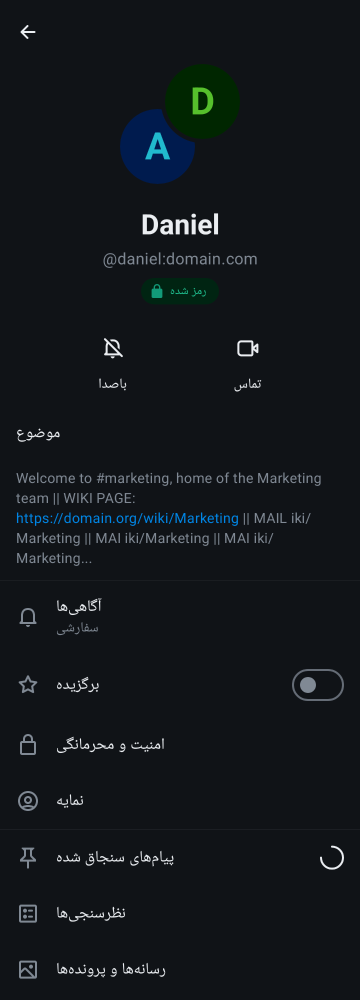 D
A
Daniel
@daniel:domain.com
رمز شده
باصدا
تماس
موضوع
Welcome to #marketing, home of the Marketing
team || WIKI PAGE:
https://domain.org/wiki/Marketing || MAIL iki/
Marketing || MAI iki/Marketing || MAI iki/
Marketing...
آگاهی‌ها
سفارشی
برگزیده
امنیت و محرمانگی
نمایه
پیام‌های سنجاق شده
نظرسنجی‌ها
رسانه‌ها و پرونده‌ها